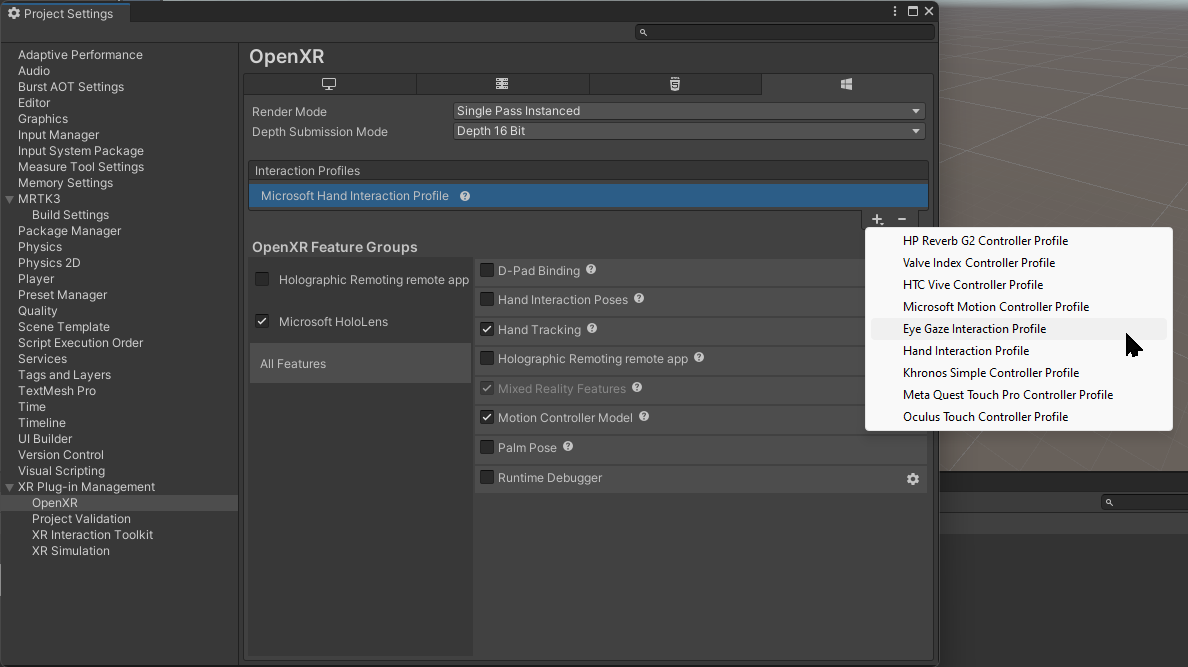 Project Settings
Adaptive Performance
Audio
Burst AOT Settings
Editor
Graphics
Input Manager
Input System Package
Measure Tool Settings
Memory Settings
MRTK3
Build Settings
Package Manager
Physics
Physics 2D
Player
Preset Manager
Quality
Scene Template
Script Execution Order
Services
Tags and Layers
TextMesh Pro
Time
Timeline
UI Builder
Version Control
Visual Scripting
XR Plug-in Management
OpenXR
Project Validation
XR Interaction Toolkit
XR Simulation
OpenXR
Render Mode Single Pass Instanced
Depth Submission Mode Depth 16 Bit
Interaction Profiles
Microsoft Hand Interaction Profile
OpenXR Feature Groups
Holographic Remoting remote app
Microsoft HoloLens
All Features
D-Pad Binding
Hand Interaction Poses
Hand Tracking
Holographic Remoting remote app
Mixed Reality Features
Motion Controller Model
Palm Pose
Runtime Debugger
HP Reverb G2 Controller Profile
Valve Index Controller Profile
HTC Vive Controller Profile
Microsoft Motion Controller Profile
Eye Gaze Interaction Profile
Hand Interaction Profile
Khronos Simple Controller Profile
Meta Quest Touch Pro Controller Profile
Oculus Touch Controller Profile